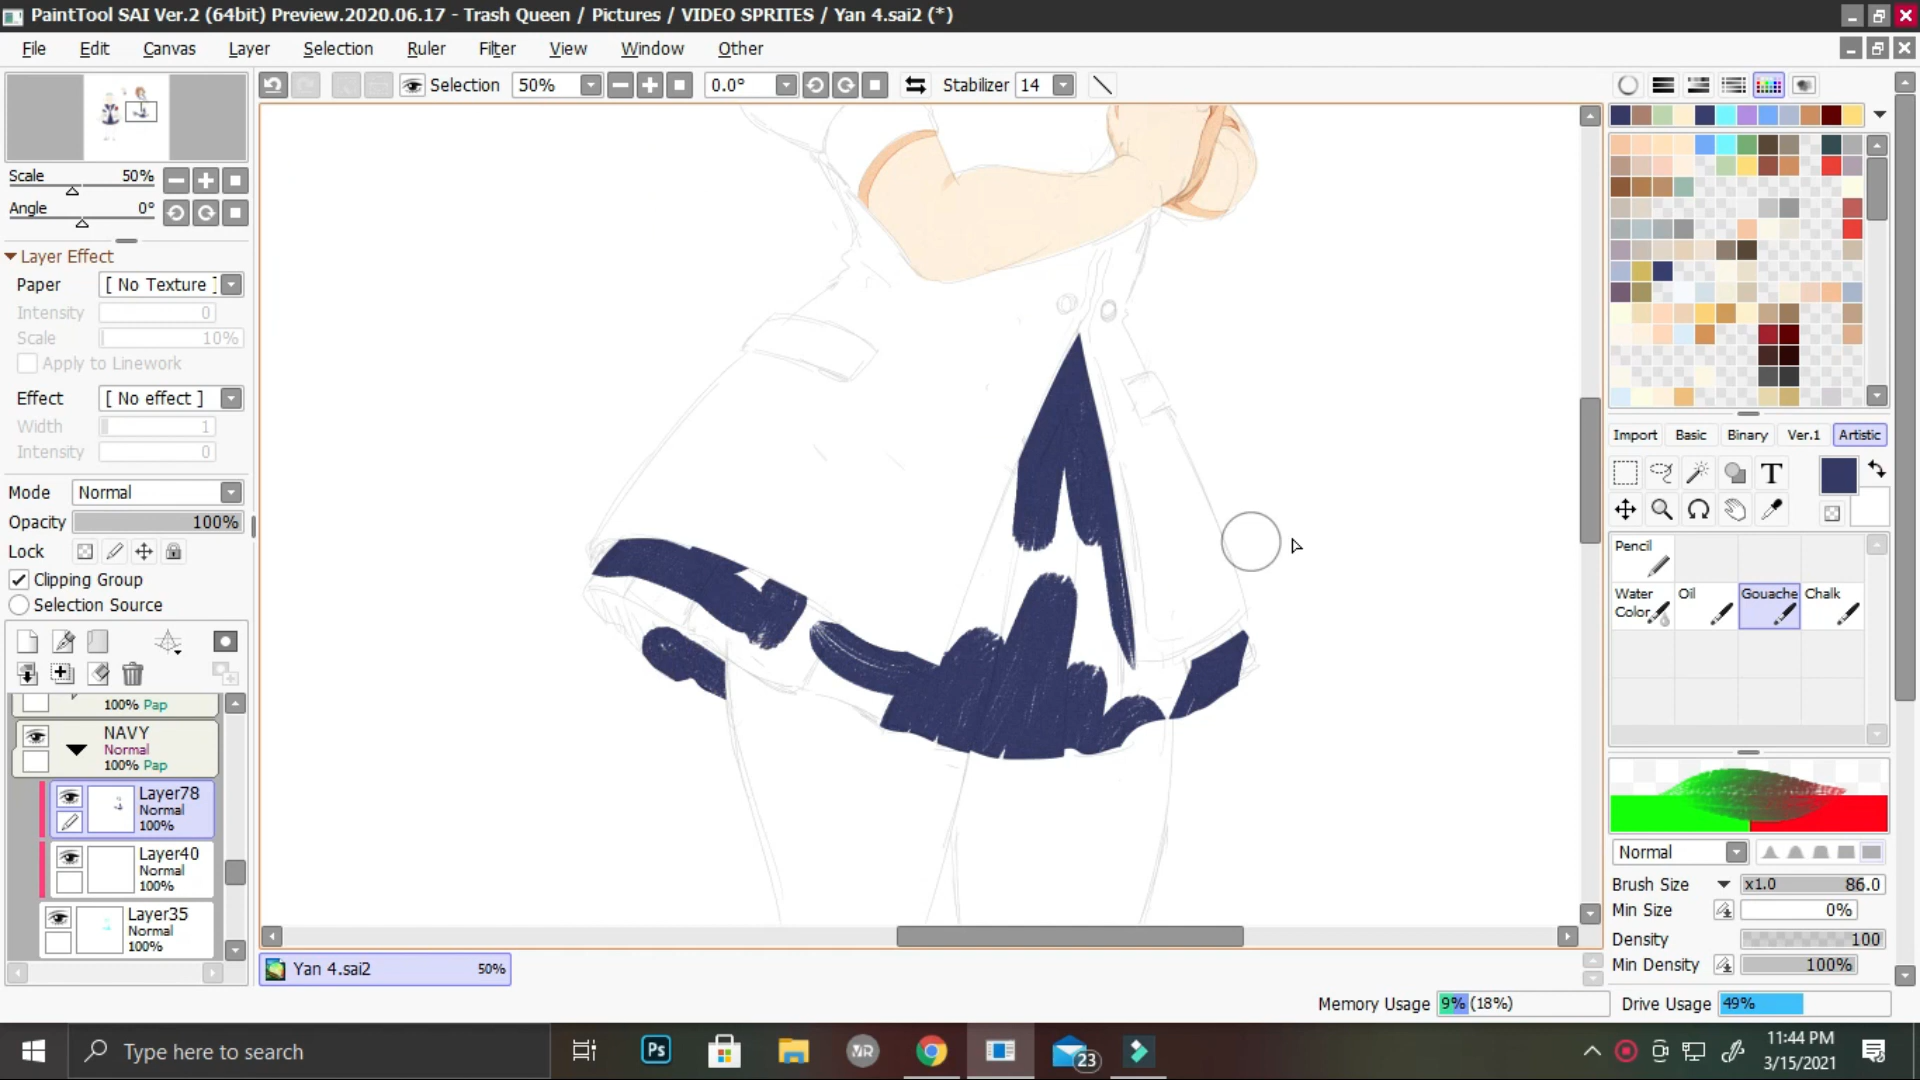 PaintTool SAI Ver.2 (64bit) Preview.2020.06.17 - Trash Queen / Pictures / VIDEO SPRITES / Yan 4.sai2 (*)
File Edit Canvas Layer Selection Ruler Filter View Window Other
Selection 50% 0.0° Stabilizer 14
Scale 50%
Angle 0°
Layer Effect
Paper [ No Texture ]
Intensity 0
Scale 10%
Apply to Linework
Effect [ No effect ]
Width 1
Intensity 0
Mode Normal
Opacity 100%
Lock
Clipping Group
Selection Source
100% Pap
NAVY
Normal
100% Pap
Layer78
Normal
100%
Layer40
Normal
100%
Layer35
Normal
100%
Yan 4.sai2 50%
Import Basic Binary Ver.1 Artistic
T
Pencil
Water Color Oil Gouache Chalk
Normal
Brush Size x1.0 86.0
Min Size 0%
Density 100
Min Density 100%
Memory Usage 9% (18%) Drive Usage 49%
Type here to search
Ps
MR
23
11:44 PM
3/15/2021